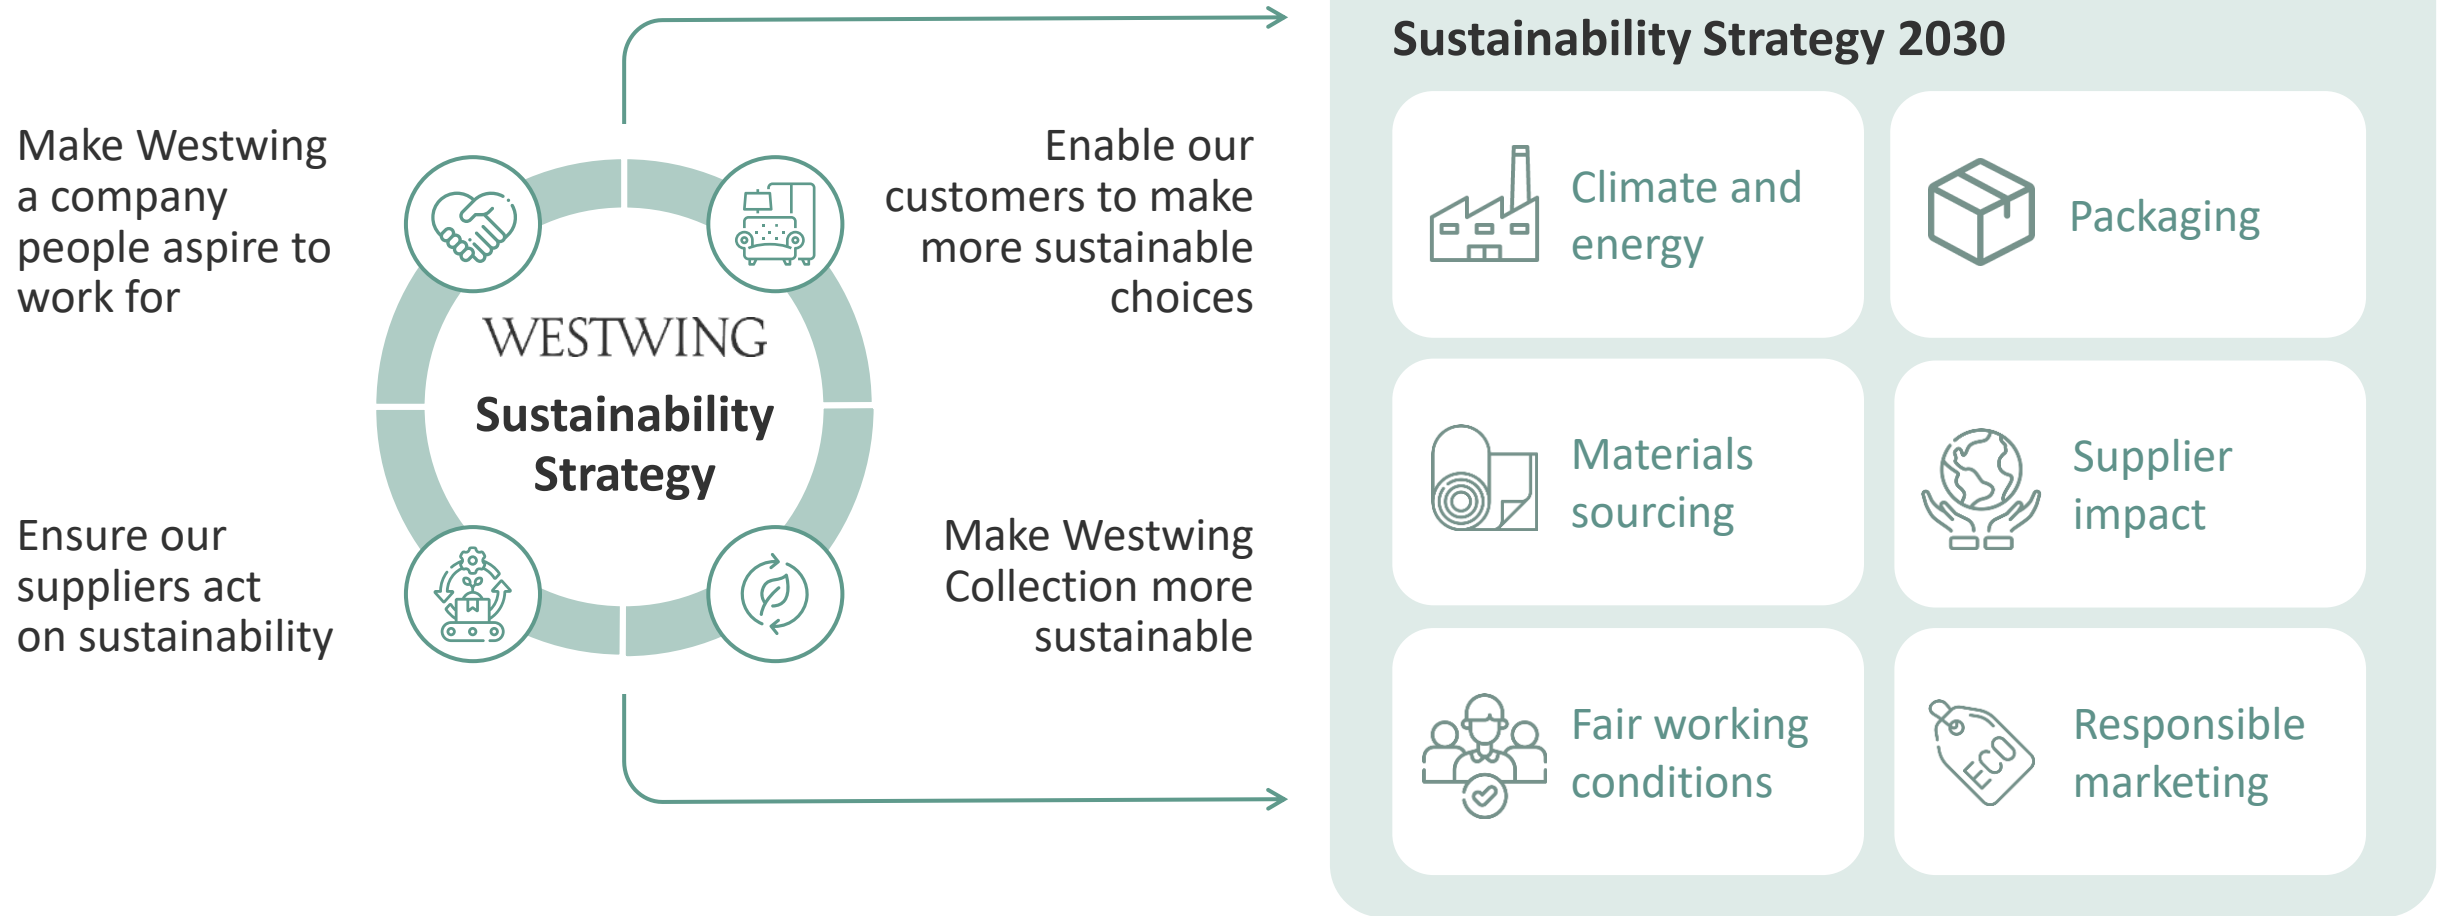 Make Westwing
a company
people aspire to
work for
Ensure our
suppliers act
on sustainability
WESTWING
Sustainability
Strategy
Enable our
customers to make
more sustainable
choices
Make Westwing
Collection more
sustainable
Sustainability Strategy 2030
Climate and
energy
Packaging
Materials
sourcing
Supplier
impact
Fair working
conditions
ECO
Responsible
marketing